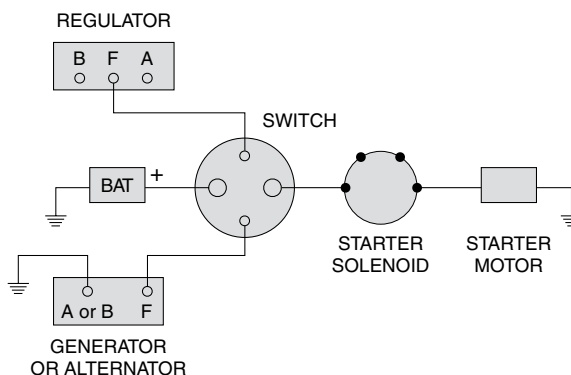 REGULATOR
B F A
SWITCH
BAT +
STARTER
SOLENOID
STARTER
MOTOR
A or B F
GENERATOR
OR ALTERNATOR